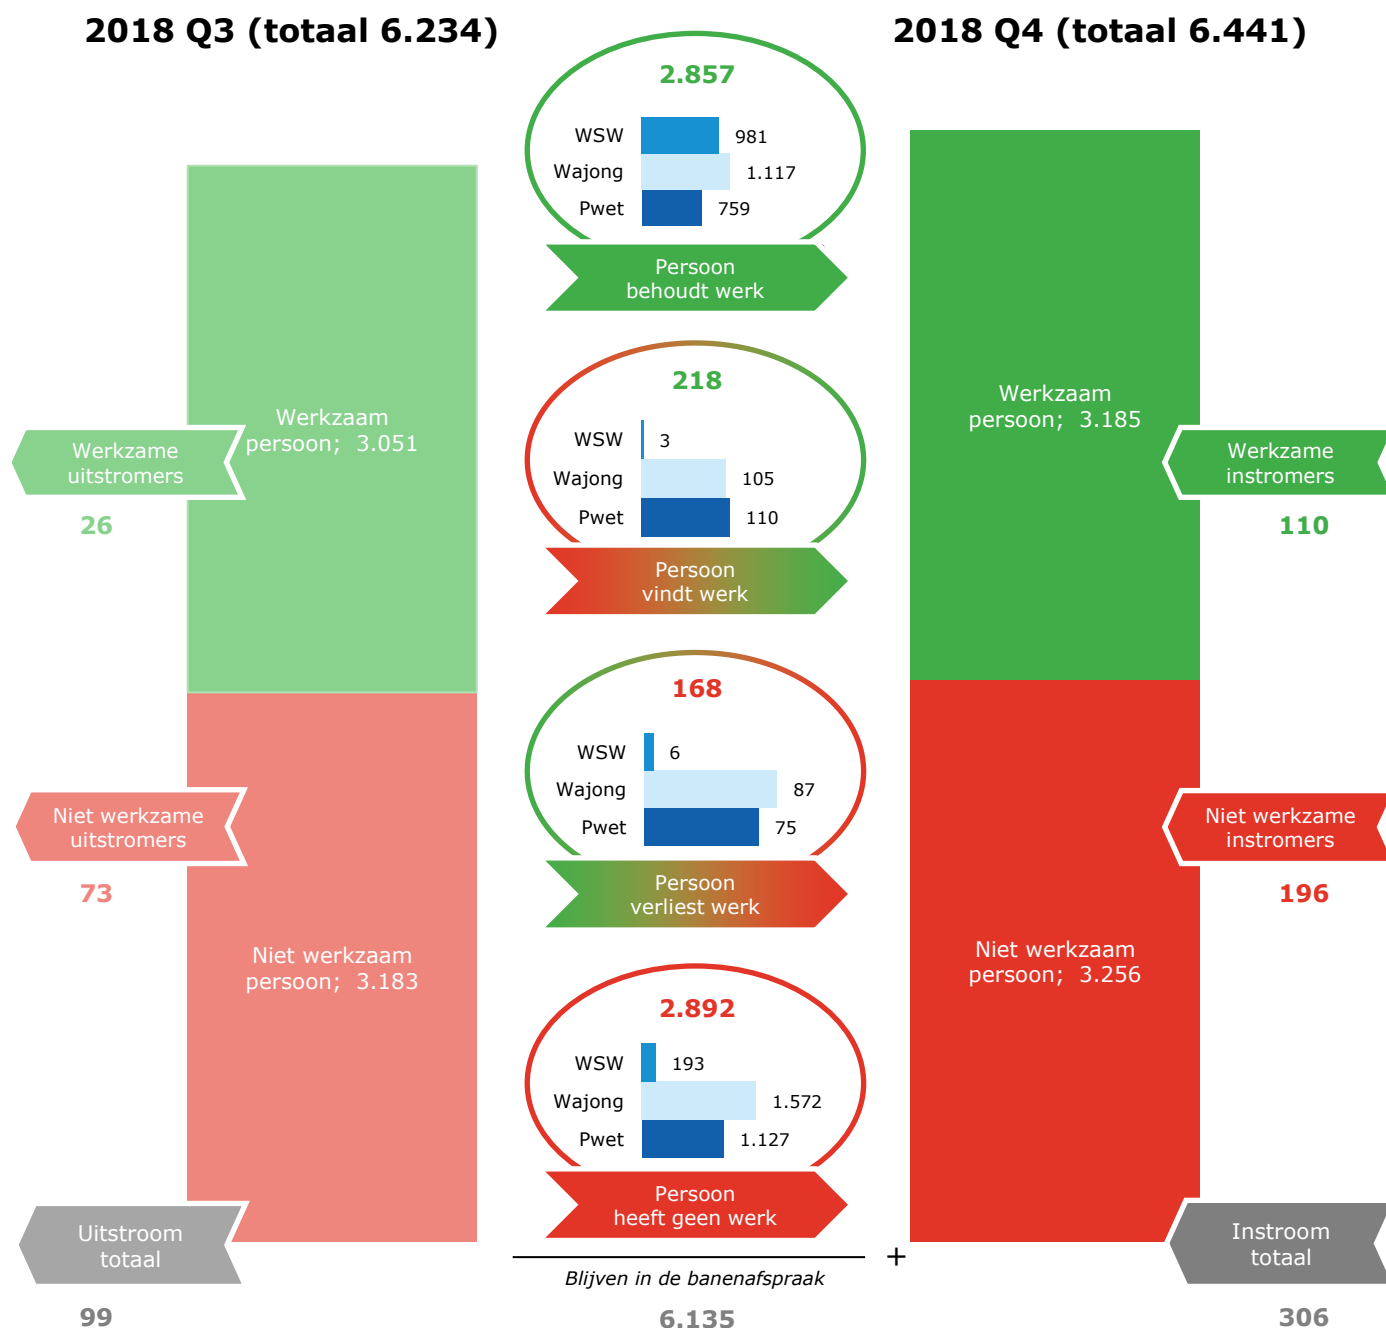 2018 Q3 (totaal 6.234)
2018 Q4 (totaal 6.441)
2.857
WSW 981
Wajong 1.117
Pwet 759
Persoon
behoudt werk
218
WSW 3
Wajong 105
Pwet 110
Persoon
vindt werk
168
WSW 6
Wajong 87
Pwet 75
Persoon
verliest werk
2.892
WSW 193
Wajong 1.572
Pwet 1.127
Persoon
heeft geen werk
Blijven in de banenafspraak
6.135
+
Werkzaam
persoon; 3.051
Werkzame
uitstromers
26
Niet werkzame
uitstromers
73
Niet werkzaam
persoon; 3.183
Uitstroom
totaal
99
Werkzaam
persoon; 3.185
Werkzame
instromers
110
Niet werkzame
instromers
196
Niet werkzaam
persoon; 3.256
Instroom
totaal
306